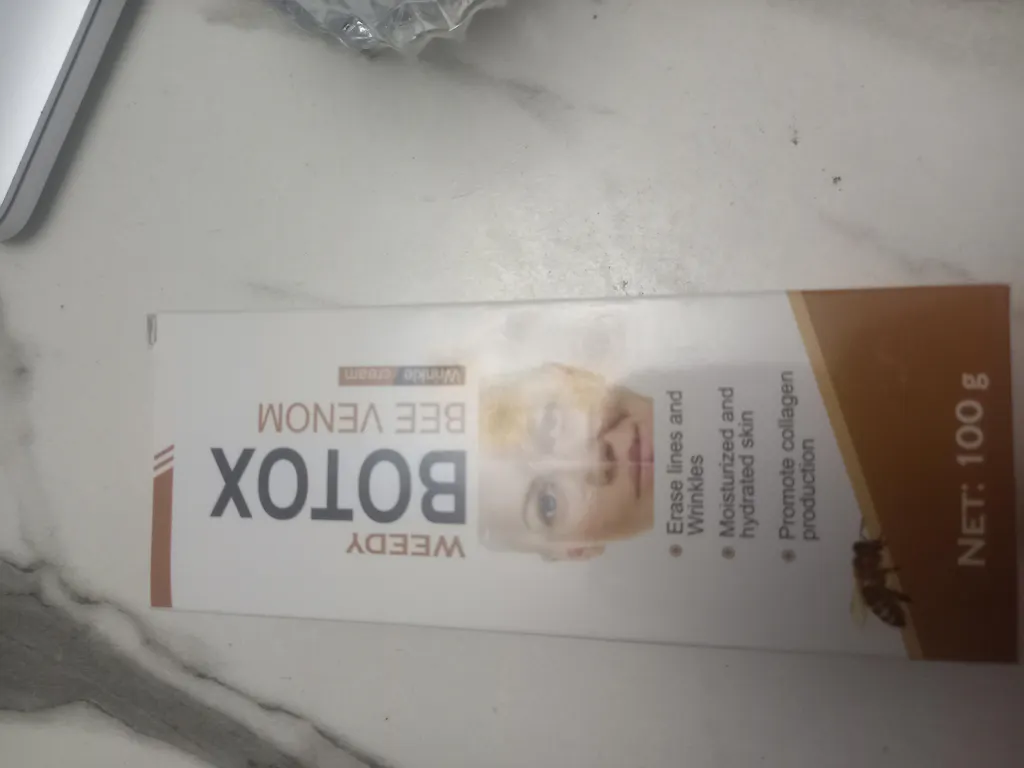 WEEDY
BOTOX
BEE VENOM
Wrinkle / cream
Erase lines and
Wrinkles
Moisturized and
hydrated skin
Promote collagen
production
NET: 100 g